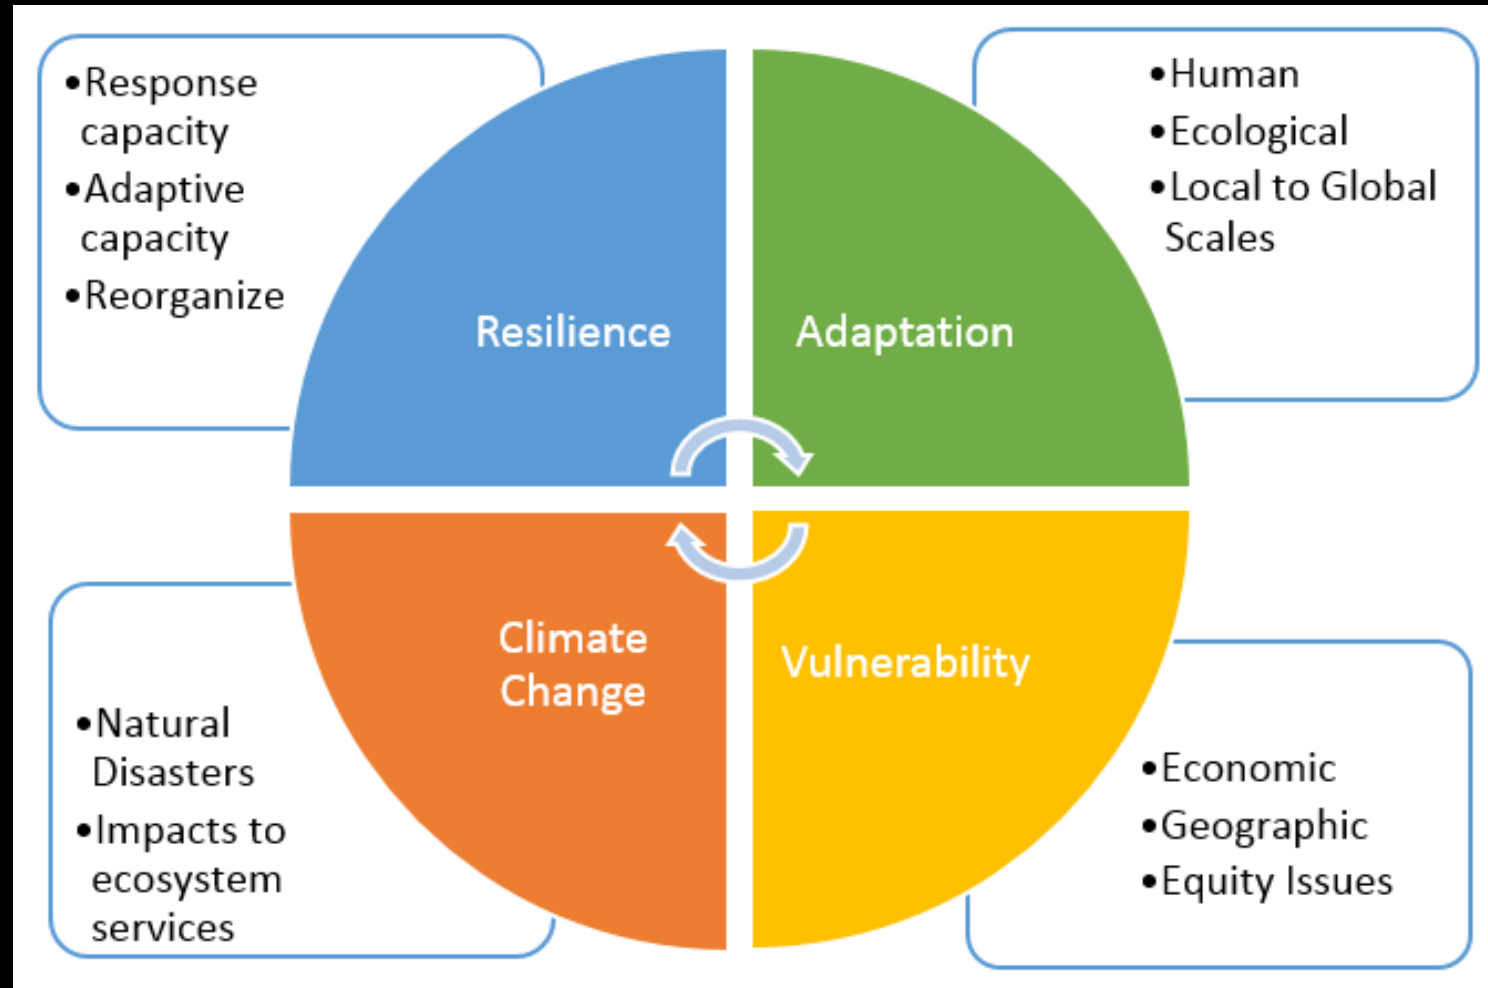 •Response
capacity
•Adaptive
capacity
•Reorganize
Resilience
Adaptation
•Human
•Ecological
•Local to Global
Scales
Climate
Change
•Natural
Disasters
•Impacts to
ecosystem
services
Vulnerability
•Economic
•Geographic
•Equity Issues